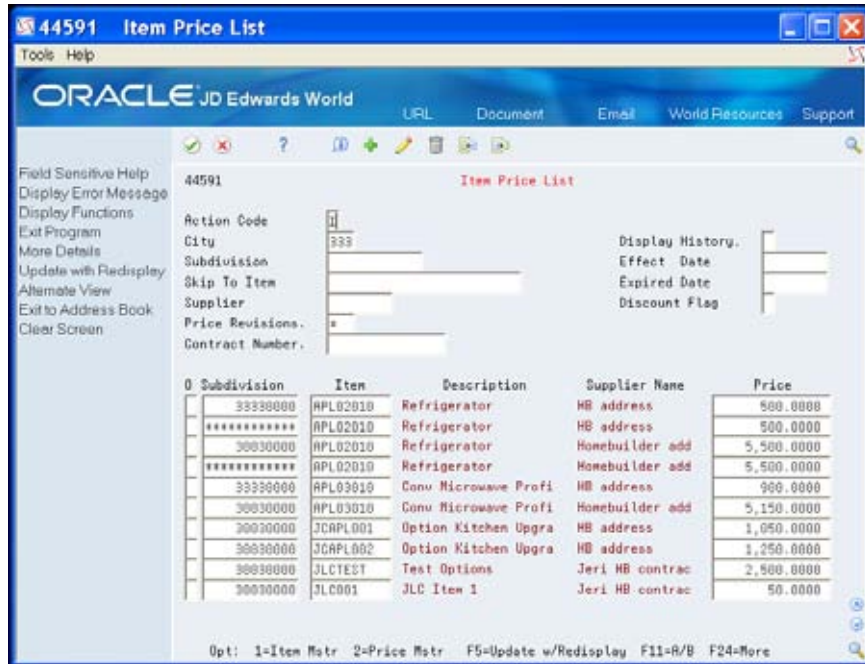 44591 Item Price List
Tools Help
ORACLE JD Edwards World
URL Document Email World Resources Support
Field Sensitive Help
Display Error Message
Display Functions
Exit Program
More Details
Update with Redisplay
Alternate View
Exit to Address Book
Clear Screen
44591 Item Price List
Action Code I
City 333 Display History.
Subdivision Effect Date
Skip To Item Expired Date
Supplier Discount Flag
Price Revisions. *
Contract Number.
O Subdivision Item Description Supplier Name Price
33330000 APL02010 Refrigerator HB address 500.0000
************ APL02010 Refrigerator HB address 500.0000
30030000 APL02010 Refrigerator Homebuilder add 5,500.0000
************ APL02010 Refrigerator Homebuilder add 5,500.0000
33330000 APL03010 Conv Microwave Profi HB address 900.0000
30030000 APL03010 Conv Microwave Profi Homebuilder add 5,150.0000
30030000 JCAPL001 Option Kitchen Upgra HB address 1,050.0000
30030000 JCAPL002 Option Kitchen Upgra HB address 1,250.0000
30030000 JLCTEST Test Options Jeri HB contrac 2,500.0000
30030000 JLC001 JLC Item 1 Jeri HB contrac 50.0000
Opt: 1=Item Mstr 2=Price Mstr F5=Update w/Redisplay F11=A/B F24=More